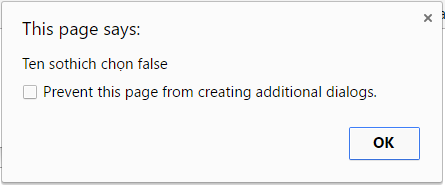 This page says:
Ten sothich chọn false
Prevent this page from creating additional dialogs.
OK